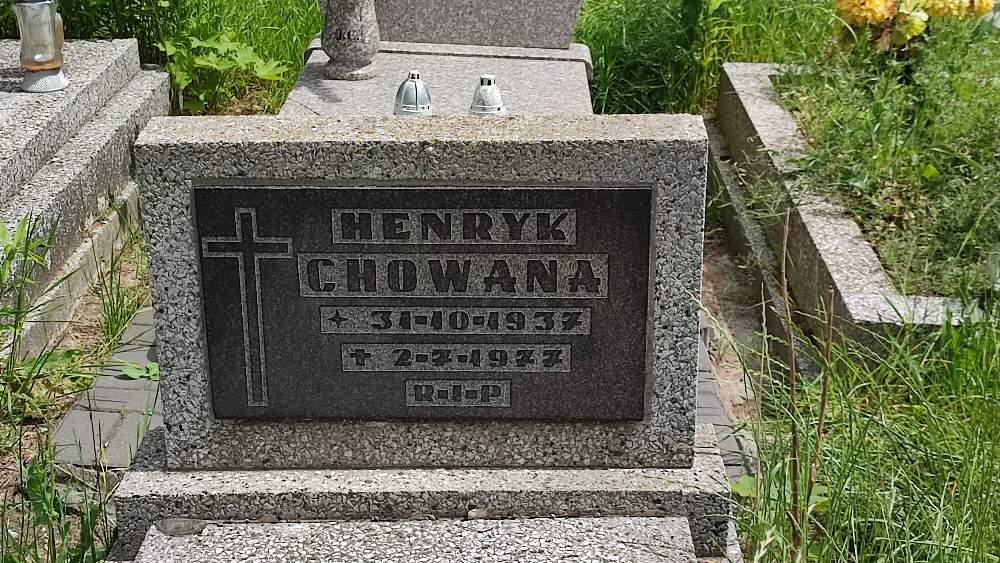 J.C.
HENRYK
CHOWANA
31-10-1937
✝ 2-7-1977
R-I-P